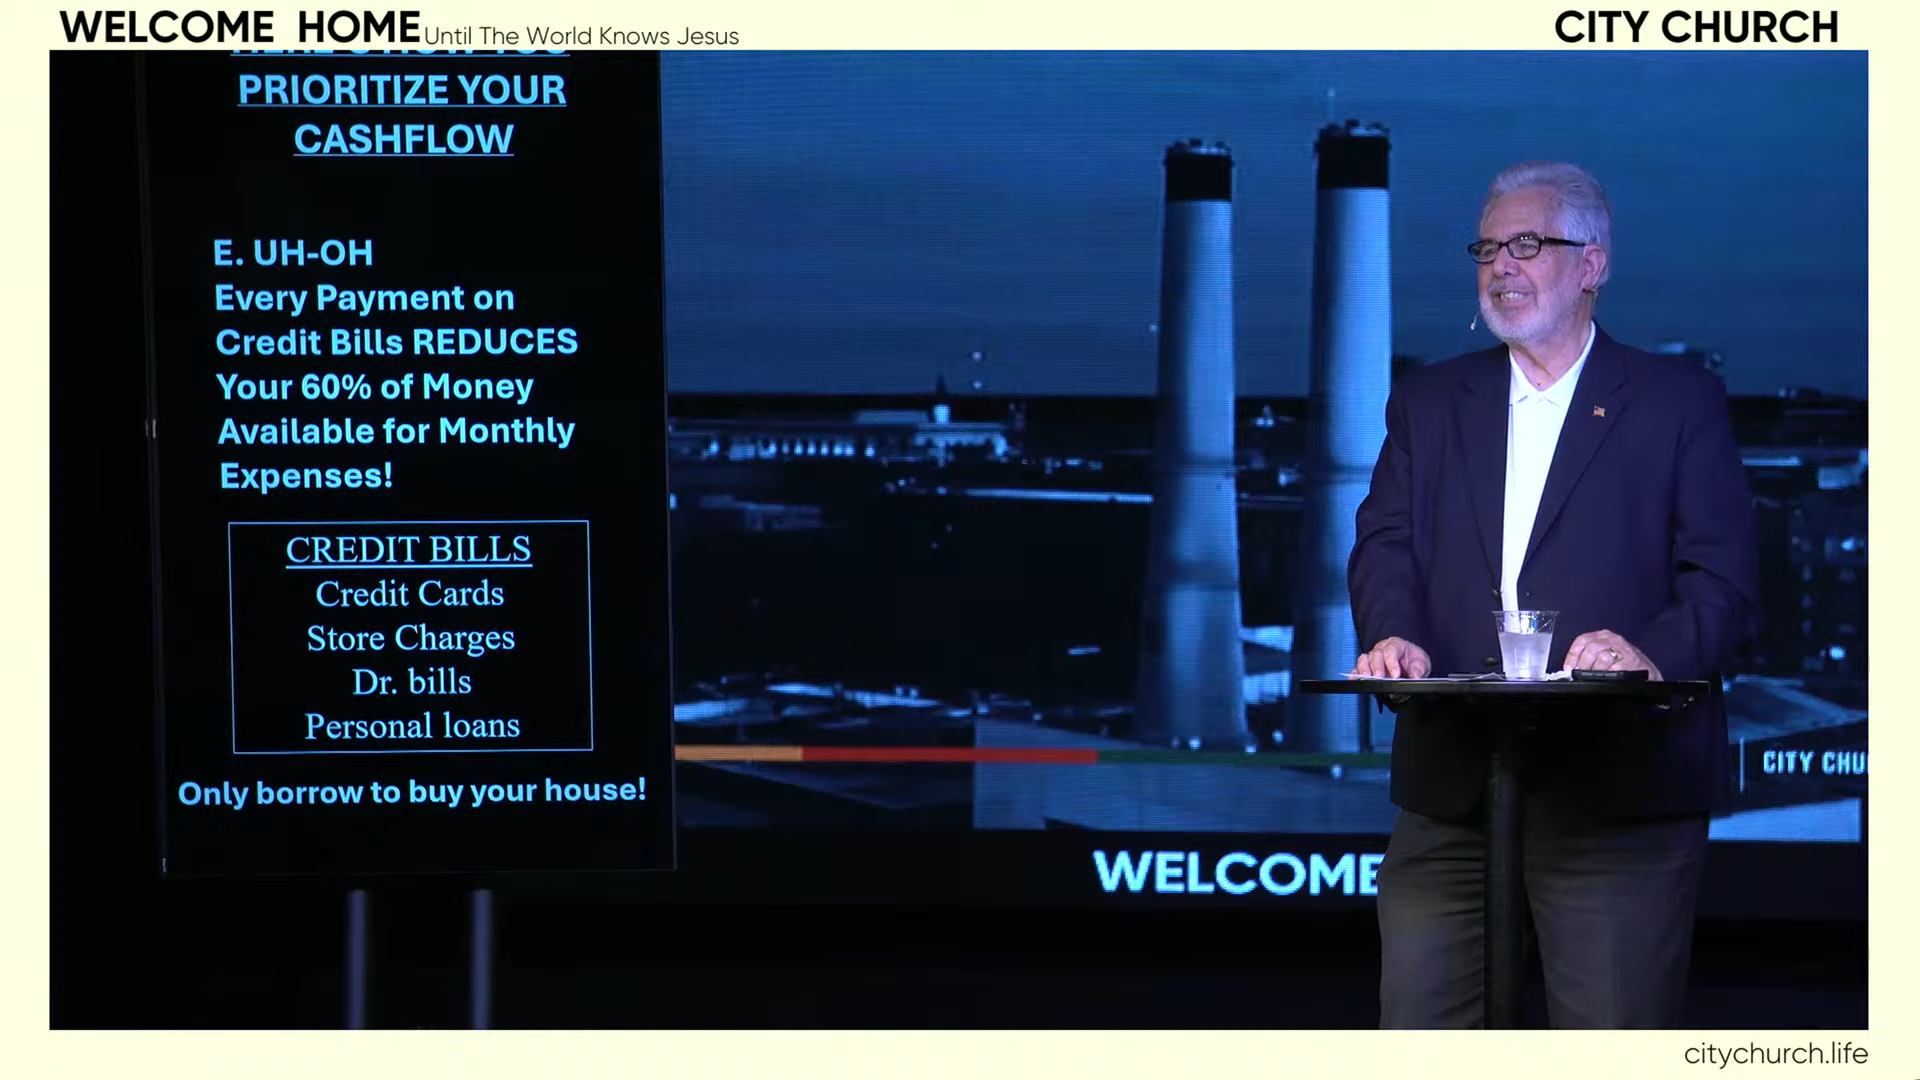 WELCOME HOME Until The World Knows Jesus
CITY CHURCH
PRIORITIZE YOUR
CASHFLOW
E. UH-OH
Every Payment on
Credit Bills REDUCES
Your 60% of Money
Available for Monthly
Expenses!
CREDIT BILLS
Credit Cards
Store Charges
Dr. bills
Personal loans
Only borrow to buy your house!
CITY CHU
WELCOME
citychurch.life